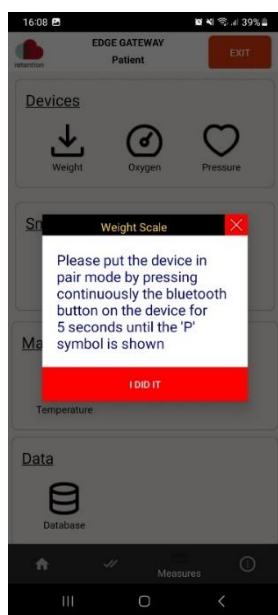 16:08 39%
EDGE GATEWAY
Patient
EXIT
retention
Devices
Weight Oxygen Pressure
Sm
Weight Scale
Please put the device in
pair mode by pressing
continuously the bluetooth
button on the device for
5 seconds until the 'P'
symbol is shown
I DID IT
Ma
Temperature
Data
Database
Measures